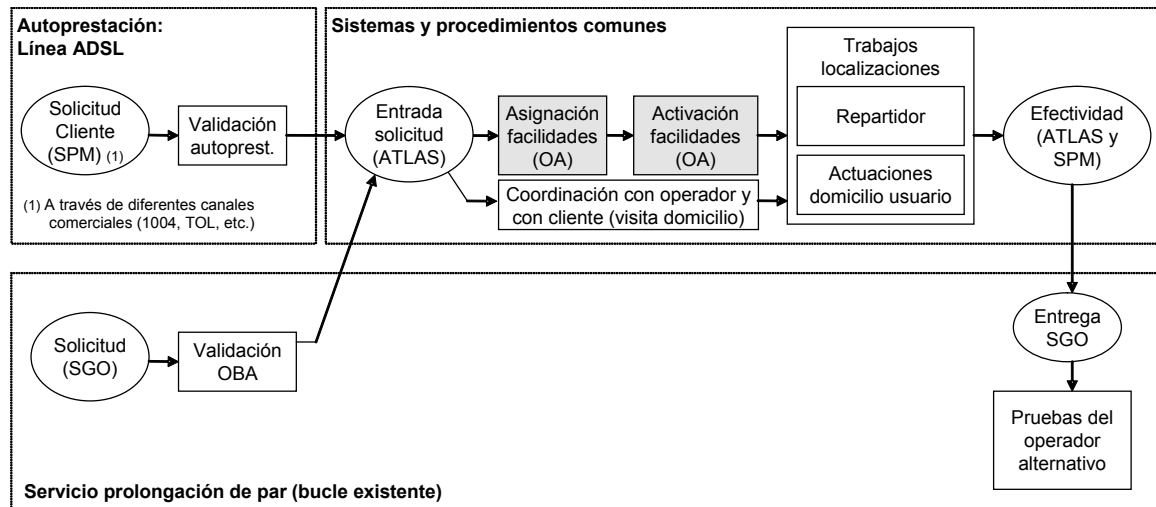 Autoprestación:
Línea ADSL
Solicitud
Cliente
(SPM) (1)
Validación
autoprest.
(1) A través de diferentes canales
comerciales (1004, TOL, etc.)
Sistemas y procedimientos comunes
Entrada
solicitud
(ATLAS)
Asignación
facilidades
(OA)
Activación
facilidades
(OA)
Coordinación con operador y
con cliente (visita domicilio)
Trabajos
localizaciones
Repartidor
Actuaciones
domicilio usuario
Efectividad
(ATLAS y
SPM)
Solicitud
(SGO)
Validación
OBA
Entrega
SGO
Pruebas del
operador
alternativo
Servicio prolongación de par (bucle existente)